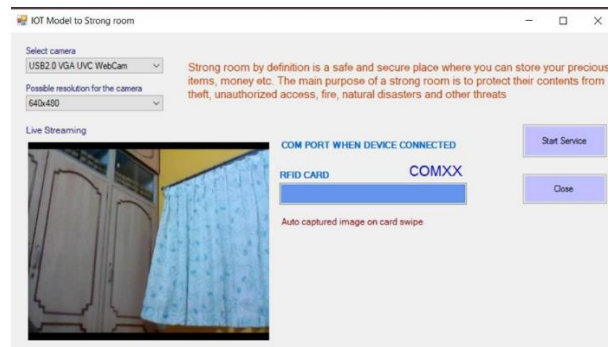 IOT Model to Strong room
Select camera
USB2.0 VGA UVC WebCam
Possible resolution for the camera
640x480
Strong room by definition is a safe and secure place where you can store your precious
items, money etc. The main purpose of a strong room is to protect their contents from
theft, unauthorized access, fire, natural disasters and other threats
Live Streaming
COM PORT WHEN DEVICE CONNECTED
RFID CARD
COMXX
Auto captured image on card swipe
Start Service
Close